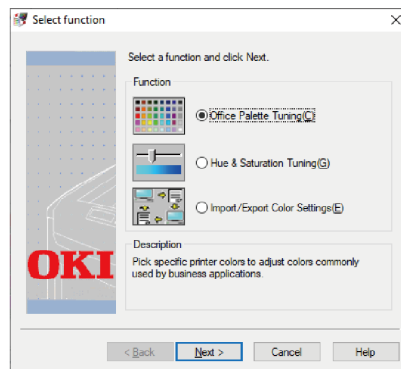 Select function
Select a function and click Next.
Function
Office Palette Tuning(C)
Hue & Saturation Tuning(G)
Import/Export Color Settings(E)
Description
Pick specific printer colors to adjust colors commonly
used by business applications.
OKI
< Back
Next >
Cancel
Help